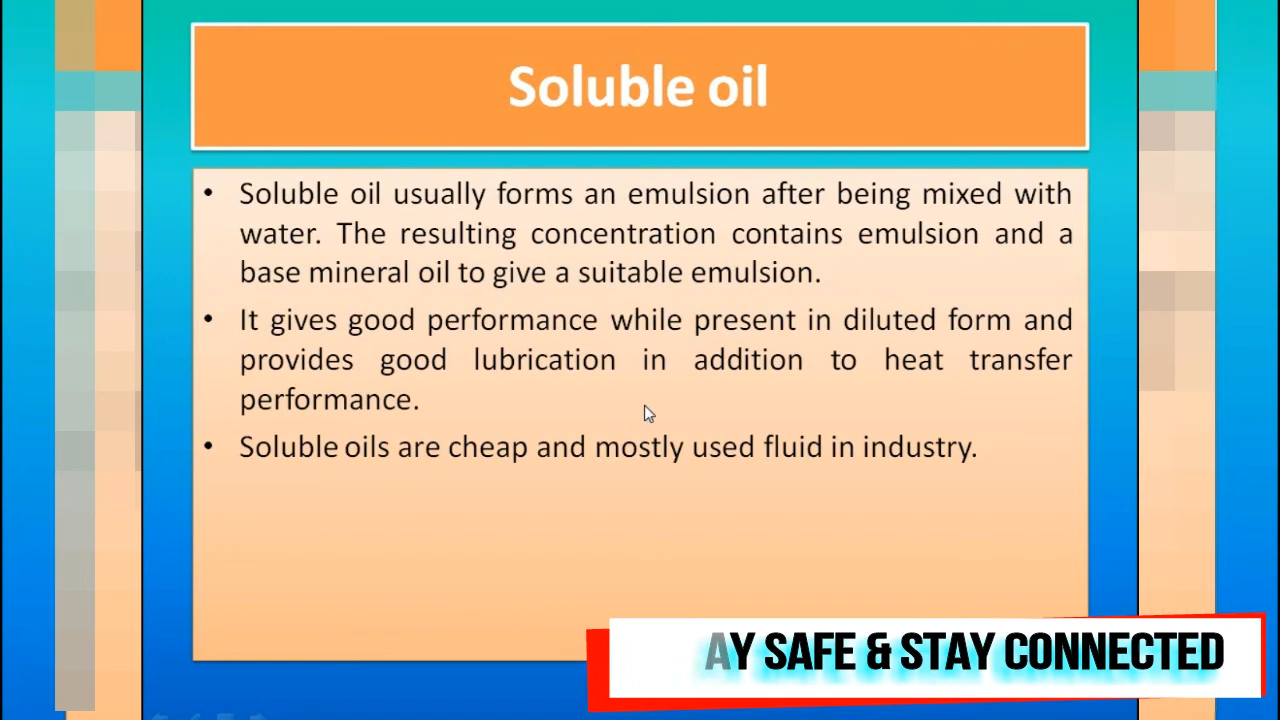 Soluble oil
• Soluble oil usually forms an emulsion after being mixed with
water. The resulting concentration contains emulsion and a
base mineral oil to give a suitable emulsion.
• It gives good performance while present in diluted form and
provides good lubrication in addition to heat transfer
performance.
• Soluble oils are cheap and mostly used fluid in industry.
AY SAFE & STAY CONNECTED